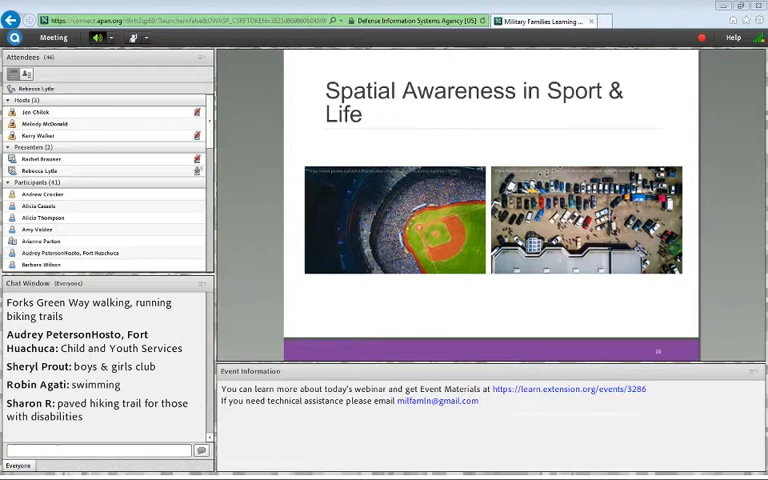 Defense Information Systems Agency [US]
Military Families Learning ...
Meeting
Help
Attendees (46)
Rebecca Lytle
Hosts (3)
Jen Chilek
Melody McDonald
Kerry Walker
Presenters (2)
Rachel Brauner
Rebecca Lytle
Participants (41)
Andrew Crocker
Alicia Cassels
Alicia Thompson
Amy Valdez
Arianna Parton
Audrey PetersonHosto, Fort Huachuca
Barbara Wilson
Chat Window (Everyone)
Forks Green Way walking, running
biking trails
Audrey PetersonHosto, Fort
Huachuca: Child and Youth Services
Sheryl Prout: boys & girls club
Robin Agati: swimming
Sharon R: paved hiking trail for those
with disabilities
Everyone
Spatial Awareness in Sport &
Life
16
Event Information
You can learn more about today's webinar and get Event Materials at https://learn.extension.org/events/3286
If you need technical assistance please email milfamln@gmail.com